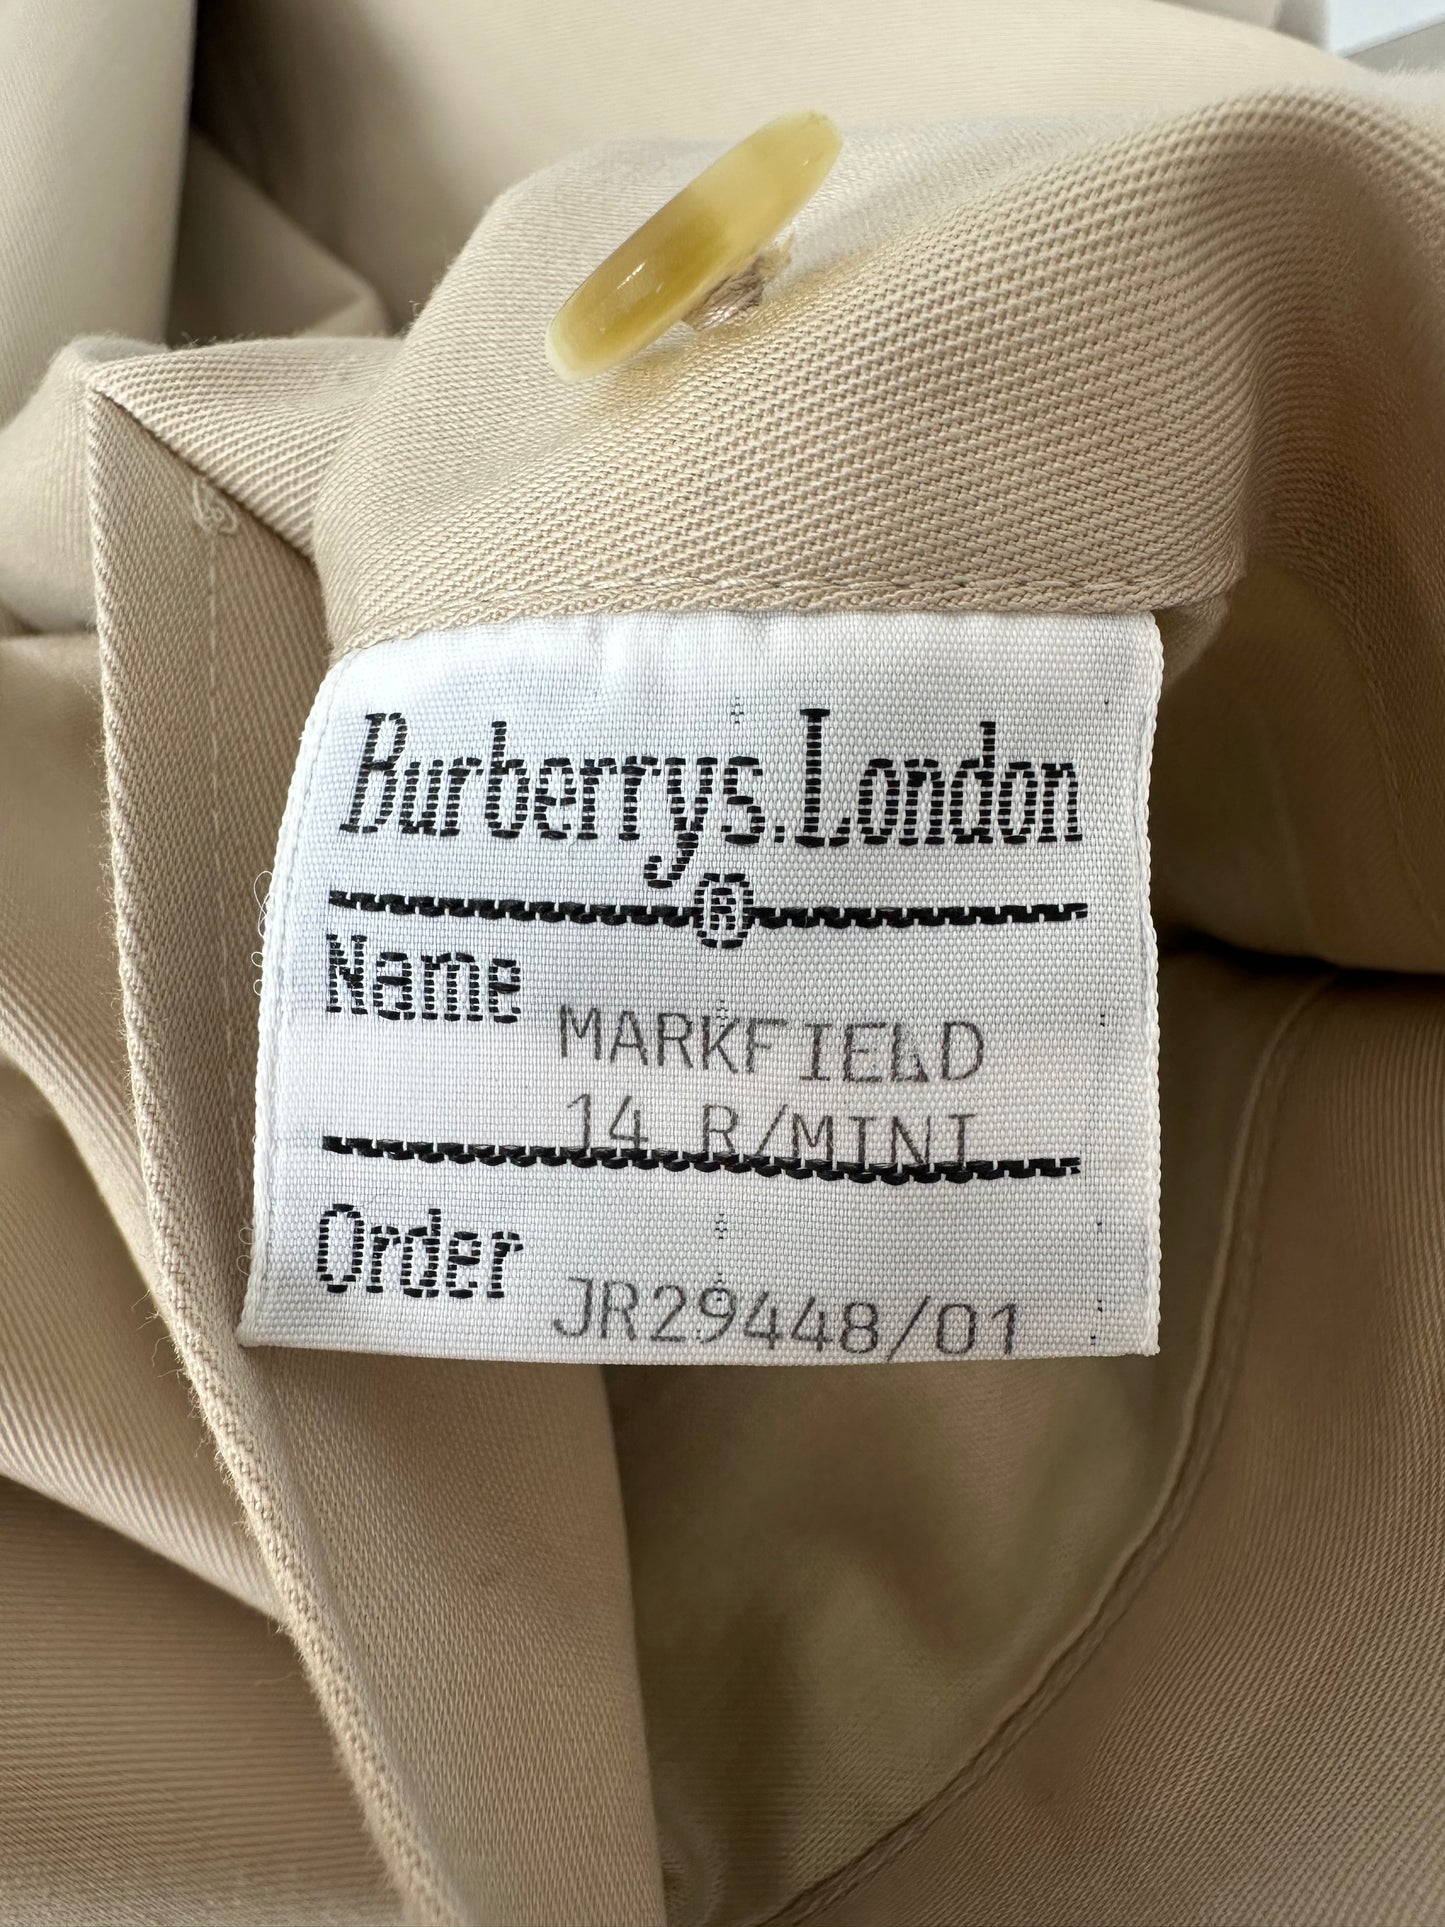 Burberrys. London
®
Name
MARKFIELD
14 R/MINI
Order
JR29448/01